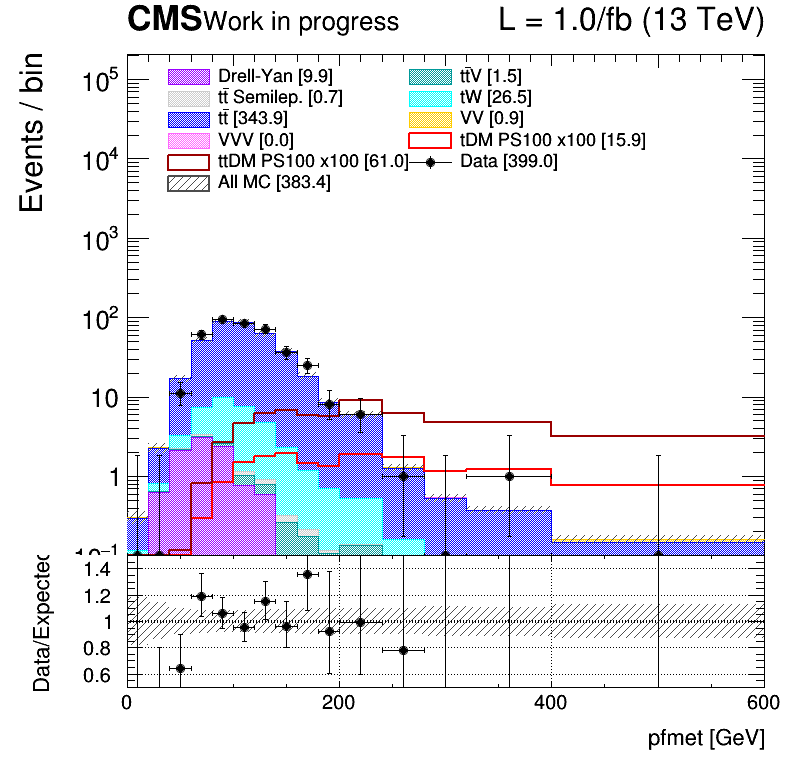 CMS Work in progress L = 1.0/fb (13 TeV)
Events / bin
10⁵
10⁴
10³
10²
10
1
10⁻¹
Drell-Yan [9.9]
tt̄ Semilep. [0.7]
tt̄ [343.9]
VVV [0.0]
ttDM PS100 x100 [61.0]
All MC [383.4]
tt̄V [1.5]
tW [26.5]
VV [0.9]
tDM PS100 x100 [15.9]
Data [399.0]
Data/Expected
1.4
1.2
1
0.8
0.6
0 200 400 600
pfmet [GeV]